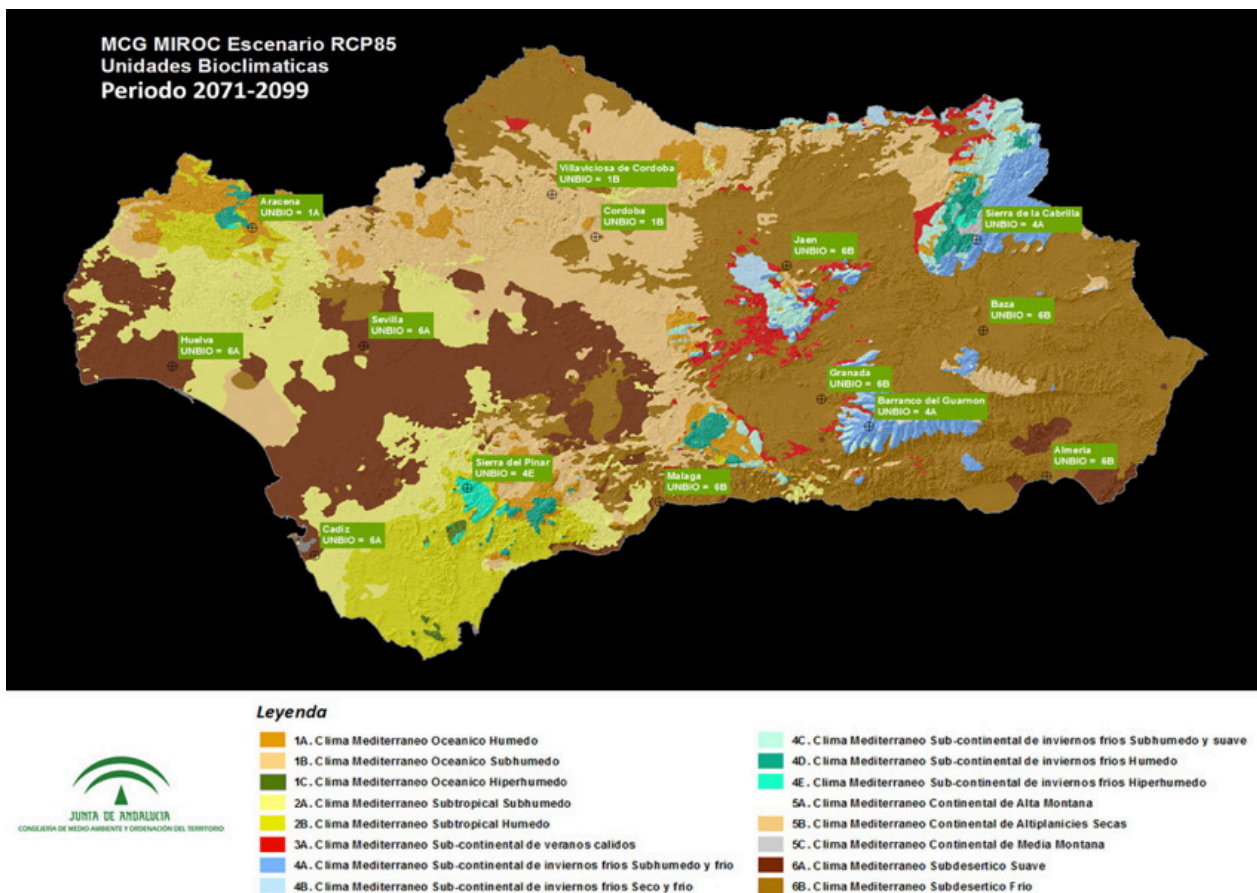 MCG MIROC Escenario RCP85
Unidades Bioclimaticas
Periodo 2071-2099
Villaviciosa de Cordoba
UNBIO = 1B
Aracena
UNBIO = 1A
Cordoba
UNBIO = 1B
Sierra de la Cabrilla
UNBIO = 4A
Jaen
UNBIO = 6B
Baza
UNBIO = 6B
Sevilla
UNBIO = 6A
Huelva
UNBIO = 6A
Granada
UNBIO = 6B
Barranco del Guarnon
UNBIO = 4A
Almeria
UNBIO = 6B
Sierra del Pinar
UNBIO = 4E
Malaga
UNBIO = 6B
Cadiz
UNBIO = 6A
Leyenda
1A. Clima Mediterraneo Oceanico Humedo
1B. Clima Mediterraneo Oceanico Subhumedo
1C. Clima Mediterraneo Oceanico Hiperhumedo
2A. Clima Mediterraneo Subtropical Subhumedo
2B. Clima Mediterraneo Subtropical Humedo
3A. Clima Mediterraneo Sub-continental de veranos calidos
4A. Clima Mediterraneo Sub-continental de inviernos frios Subhumedo y frio
4B. Clima Mediterraneo Sub-continental de inviernos frios Seco y frio
4C. Clima Mediterraneo Sub-continental de inviernos frios Subhumedo y suave
4D. Clima Mediterraneo Sub-continental de inviernos frios Humedo
4E. Clima Mediterraneo Sub-continental de inviernos frios Hiperhumedo
5A. Clima Mediterraneo Continental de Alta Montana
5B. Clima Mediterraneo Continental de Altiplanicies Secas
5C. Clima Mediterraneo Continental de Media Montana
6A. Clima Mediterraneo Subdesertico Suave
6B. Clima Mediterraneo Subdesertico Frio
JUNTA DE ANDALUCIA
CONSEJERÍA DE MEDIO AMBIENTE Y ORDENACIÓN DEL TERRITORIO